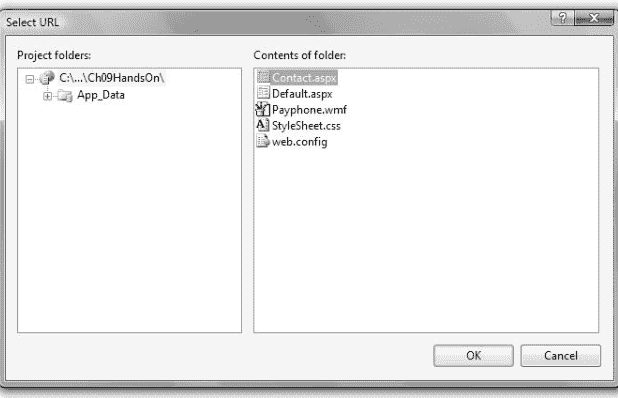 Select URL
Project folders:
C:\...\Ch09HandsOn\
App_Data
Contents of folder:
Contact.aspx
Default.aspx
Payphone.wmf
StyleSheet.css
web.config
OK
Cancel